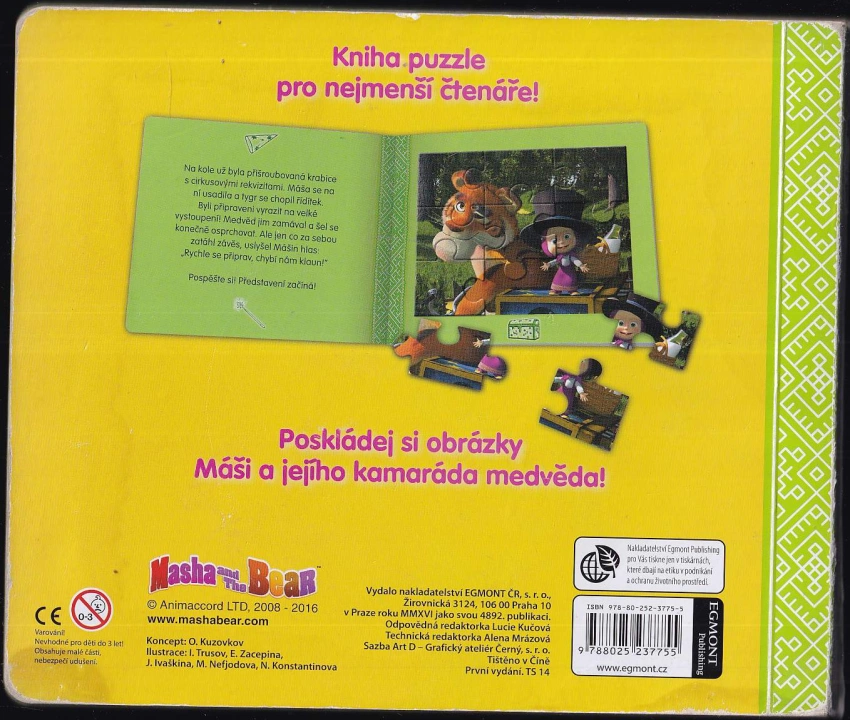 Kniha puzzle
pro nejmenší čtenáře!
Na kole už byla přišroubovaná krabice
s cirkusovými rekvizitami. Máša se na
ní usadila a tygr se chopil řídítek.
Byli připraveni vyrazit na velké
vystoupení! Medvěd jim zamával a šel se
konečně osprchovat. Ale jen co za sebou
zatáhl závěs, uslyšel Mášin hlas:
„Rychle se připrav, chybí nám klaun!"
Pospěšte si! Představení začíná!
Poskládej si obrázky
Máši a jejího kamaráda medvěda!
Masha and The Bear™
© Animaccord LTD, 2008 - 2016
www.mashabear.com
Koncept: O. Kuzovkov
Ilustrace: I. Trusov, E. Zacepina,
J. Ivaškina, M. Nefjodova, N. Konstantinova
CE
0-3
Varování!
Nevhodné pro děti do 3 let!
Obsahuje malé části,
nebezpečí udušení.
Vydalo nakladatelství EGMONT ČR, s. r. o.,
Žirovnická 3124, 106 00 Praha 10
v Praze roku MMXVI jako svou 4892. publikaci.
Odpovědná redaktorka Lucie Kučová
Technická redaktorka Alena Mrázová
Sazba Art D – Grafický ateliér Černý, s. r. o.
Tištěno v Číně
První vydání. TS 14
Nakladatelství Egmont Publishing
pro Vás tiskne jen v tiskárnách,
které dbají na etiku v podnikání
a ochranu životního prostředí.
ISBN 978-80-252-3775-5
9 788025 237755
www.egmont.cz
EGMONT
Publishing